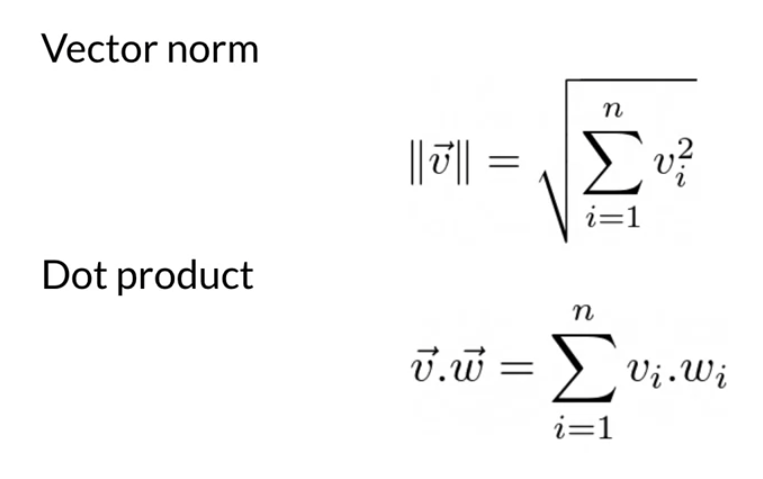 Vector norm
‖v⃗‖ = √(∑_{i=1}^{n} v_i^2)
Dot product
v⃗.w⃗ = ∑_{i=1}^{n} v_i.w_i